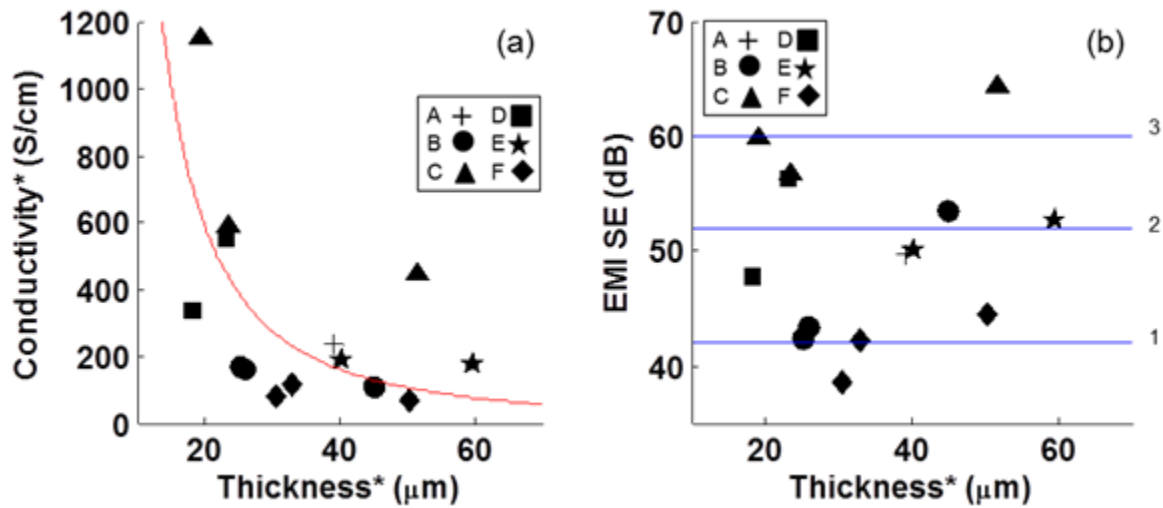 Conductivity* (S/cm)
1200
1000
800
600
400
200
0
20
40
60
Thickness* (μm)
(a)
A D
B E
C F
EMI SE (dB)
70
60
50
40
20
40
60
Thickness* (μm)
(b)
A D
B E
C F
3
2
1